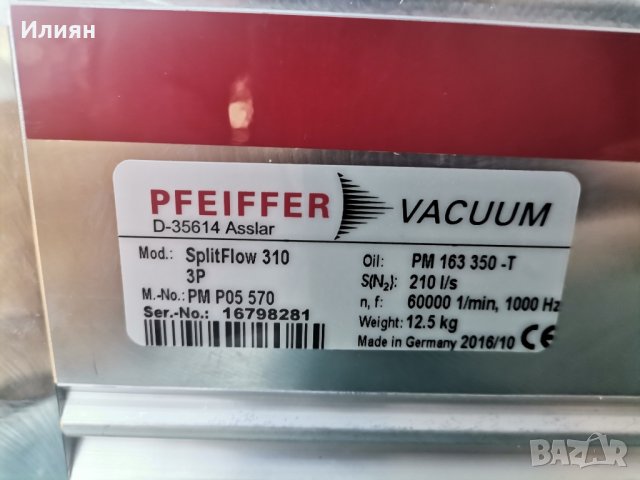 Илиян
PFEIFFER VACUUM
D-35614 Asslar
Mod.: SplitFlow 310
3P
M.-No.: PM P05 570
Ser.-No.: 16798281
Oil: PM 163 350 -T
S(N₂): 210 l/s
n, f: 60000 1/min, 1000 Hz
Weight: 12.5 kg
Made in Germany 2016/10 CE
BAZAR